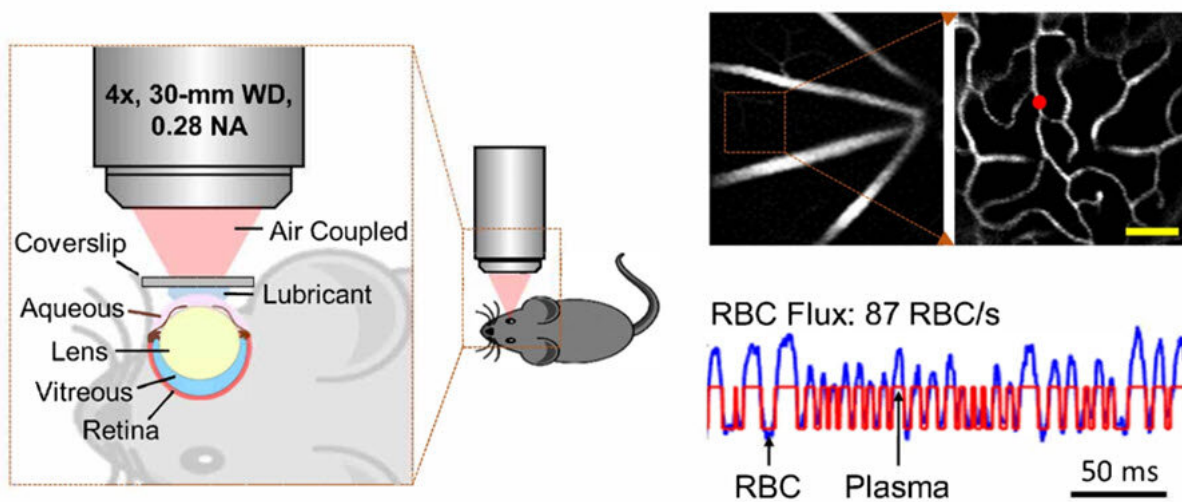 4x, 30-mm WD,
0.28 NA
Air Coupled
Coverslip
Lubricant
Aqueous
Lens
Vitreous
Retina
RBC Flux: 87 RBC/s
RBC
Plasma
50 ms